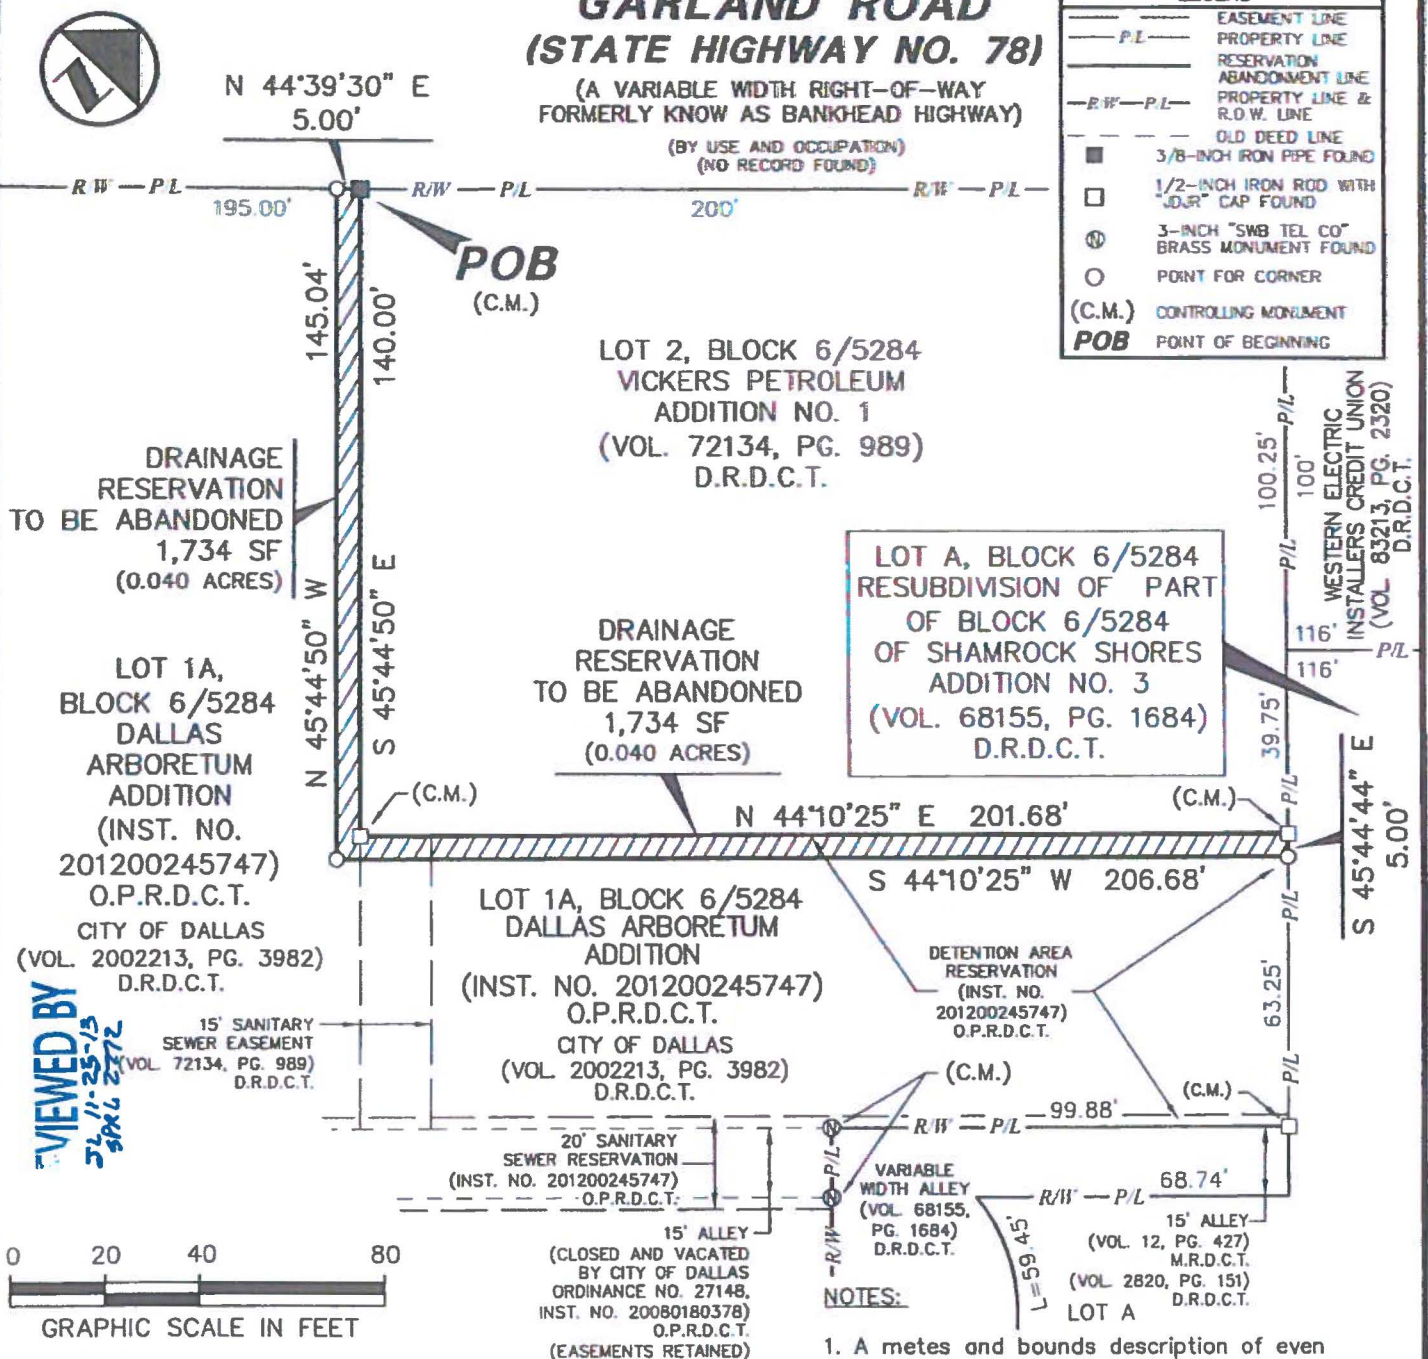 GARLAND ROAD
(STATE HIGHWAY NO. 78)
(A VARIABLE WIDTH RIGHT-OF-WAY
FORMERLY KNOW AS BANKHEAD HIGHWAY)
(BY USE AND OCCUPATION)
(NO RECORD FOUND)
N 44°39'30" E
5.00'
EASEMENT LINE
P/L PROPERTY LINE
RESERVATION
ABANDONMENT LINE
R/W P/L PROPERTY LINE &
R.O.W. LINE
OLD DEED LINE
3/8-INCH IRON PIPE FOUND
1/2-INCH IRON ROD WITH
"JDJR" CAP FOUND
N 3-INCH "SWB TEL CO"
BRASS MONUMENT FOUND
POINT FOR CORNER
(C.M.) CONTROLLING MONUMENT
POB POINT OF BEGINNING
R/W P/L R/W P/L R/W P/L
195.00' 200'
POB
(C.M.)
145.04'
140.00'
LOT 2, BLOCK 6/5284
VICKERS PETROLEUM
ADDITION NO. 1
(VOL. 72134, PG. 989)
D.R.D.C.T.
DRAINAGE
RESERVATION
TO BE ABANDONED
1,734 SF
(0.040 ACRES)
N 45°44'50" W
S 45°44'50" E
P/L
100.25'
100'
P/L
WESTERN ELECTRIC
INSTALLERS CREDIT UNION
(VOL. 83213, PG. 2320)
D.R.D.C.T.
116'
P/L
116'
39.75'
P/L
LOT A, BLOCK 6/5284
RESUBDIVISION OF PART
OF BLOCK 6/5284
OF SHAMROCK SHORES
ADDITION NO. 3
(VOL. 68155, PG. 1684)
D.R.D.C.T.
DRAINAGE
RESERVATION
TO BE ABANDONED
1,734 SF
(0.040 ACRES)
LOT 1A,
BLOCK 6/5284
DALLAS
ARBORETUM
ADDITION
(INST. NO.
201200245747)
O.P.R.D.C.T.
CITY OF DALLAS
(VOL. 2002213, PG. 3982)
D.R.D.C.T.
(C.M.)
N 44°10'25" E 201.68'
(C.M.)
S 45°44'44" E
5.00'
S 44°10'25" W 206.68'
LOT 1A, BLOCK 6/5284
DALLAS ARBORETUM
ADDITION
(INST. NO. 201200245747)
O.P.R.D.C.T.
CITY OF DALLAS
(VOL. 2002213, PG. 3982)
D.R.D.C.T.
DETENTION AREA
RESERVATION
(INST. NO.
201200245747)
O.P.R.D.C.T.
P/L
63.25'
P/L
VIEWED BY
JL 11-25-13
SPRG 2772
15' SANITARY
SEWER EASEMENT
(VOL. 72134, PG. 989)
D.R.D.C.T.
(C.M.)
(C.M.)
99.88'
N R/W P/L
P/L
N
R/W
20' SANITARY
SEWER RESERVATION
(INST. NO. 201200245747)
O.P.R.D.C.T.
VARIABLE
WIDTH ALLEY
(VOL. 68155,
PG. 1684)
D.R.D.C.T.
68.74'
R/W P/L
L=59.45'
15' ALLEY
(CLOSED AND VACATED
BY CITY OF DALLAS
ORDINANCE NO. 27148,
INST. NO. 20080180378)
O.P.R.D.C.T.
(EASEMENTS RETAINED)
15' ALLEY
(VOL. 12, PG. 427)
M.R.D.C.T.
(VOL. 2820, PG. 151)
D.R.D.C.T.
LOT A
0 20 40 80
GRAPHIC SCALE IN FEET
NOTES:
1. A metes and bounds description of even